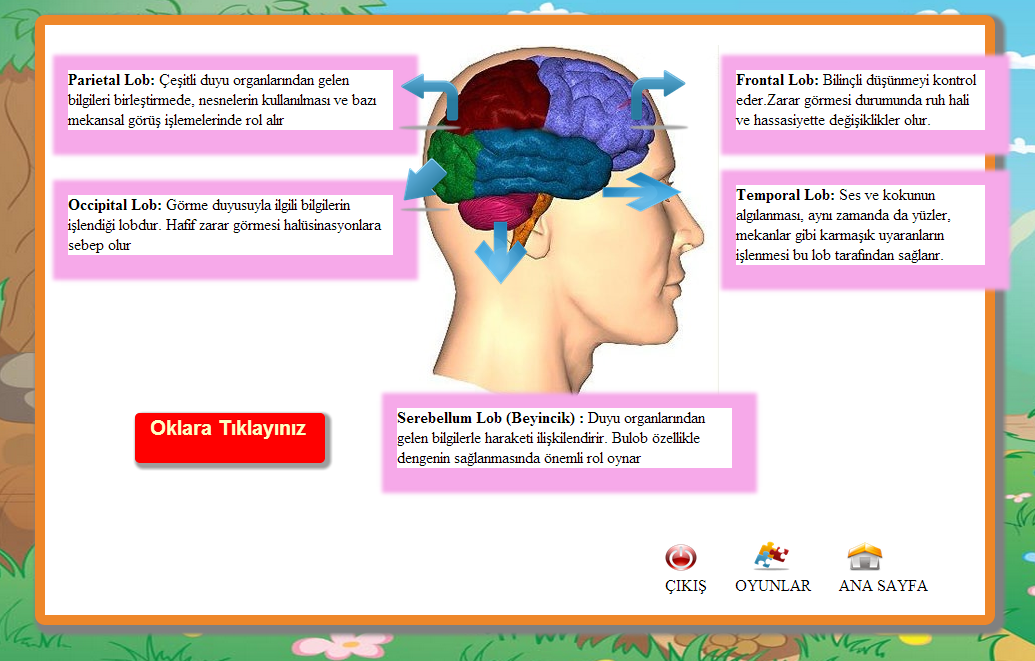 Parietal Lob: Çeşitli duyu organlarından gelen
bilgileri birleştirmede, nesnelerin kullanılması ve bazı
mekansal görüş işlemelerinde rol alır
Occipital Lob: Görme duyusuyla ilgili bilgilerin
işlendiği lobdur. Hafif zarar görmesi halüsinasyonlara
sebep olur
Frontal Lob: Bilinçli düşünmeyi kontrol
eder.Zarar görmesi durumunda ruh hali
ve hassasiyette değişiklikler olur.
Temporal Lob: Ses ve kokunun
algılanması, aynı zamanda da yüzler,
mekanlar gibi karmaşık uyaranların
işlenmesi bu lob tarafından sağlanr.
Oklara Tıklayınız
Serebellum Lob (Beyincik) : Duyu organlarından
gelen bilgilerle haraketi ilişkilendirir. Bulob özellikle
dengenin sağlanmasında önemli rol oynar
ÇIKIŞ OYUNLAR ANA SAYFA